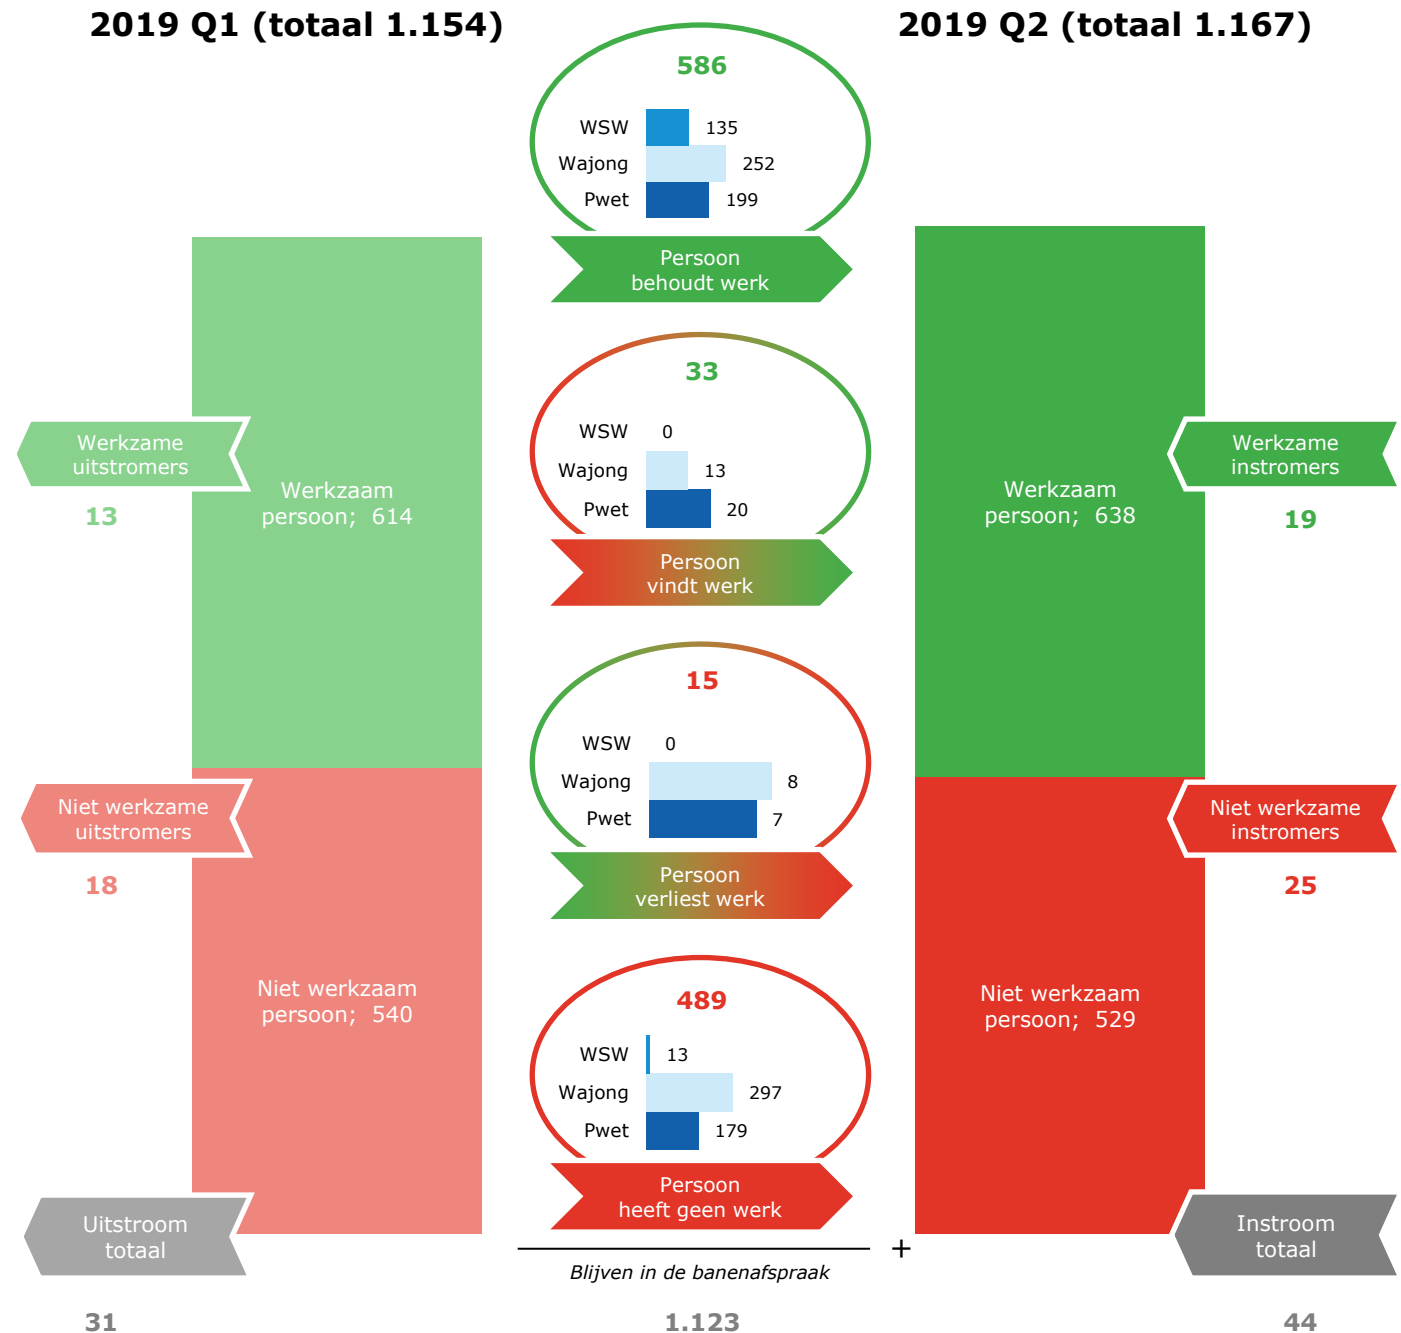 2019 Q1 (totaal 1.154)
2019 Q2 (totaal 1.167)
586
WSW 135
Wajong 252
Pwet 199
Persoon
behoudt werk
33
WSW 0
Wajong 13
Pwet 20
Persoon
vindt werk
15
WSW 0
Wajong 8
Pwet 7
Persoon
verliest werk
489
WSW 13
Wajong 297
Pwet 179
Persoon
heeft geen werk
Werkzame
uitstromers
13
Werkzaam
persoon; 614
Niet werkzame
uitstromers
18
Niet werkzaam
persoon; 540
Uitstroom
totaal
31
Werkzaam
persoon; 638
Werkzame
instromers
19
Niet werkzame
instromers
25
Niet werkzaam
persoon; 529
+
Blijven in de banenafspraak
1.123
Instroom
totaal
44